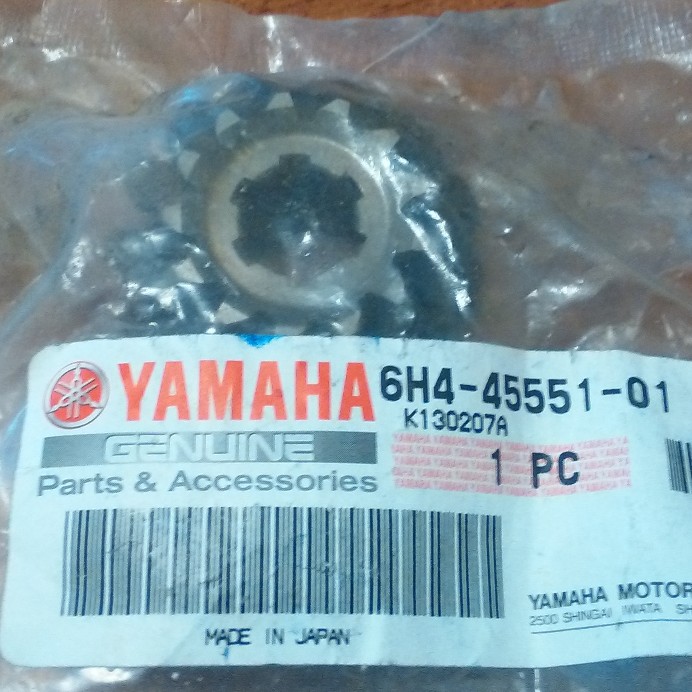 YAMAHA 6H4-45551-01
K130207A
GENUINE
Parts & Accessories
1 PC
MADE IN JAPAN
YAMAHA MOTOR
2500 SHINGAI IWATA